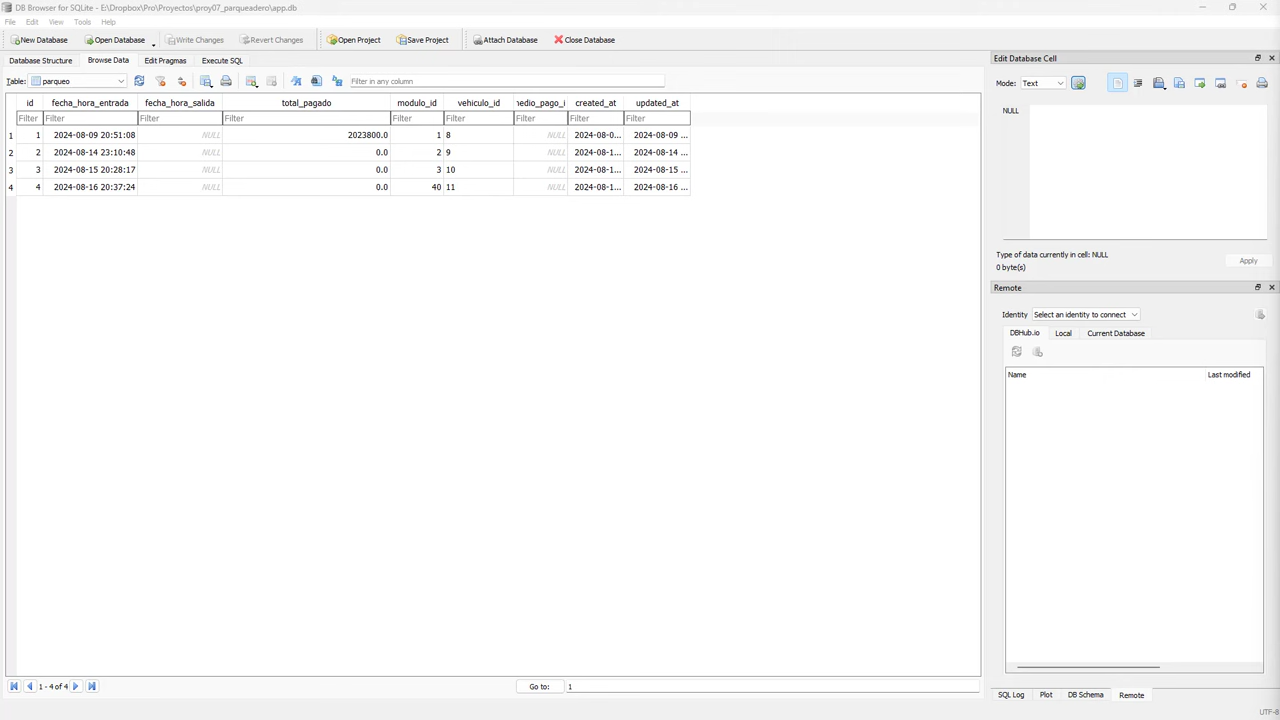 DB Browser for SQLite - E:\Dropbox\Pro\Proyectos\proy07_parqueadero\app.db
File Edit View Tools Help
New Database Open Database Write Changes Revert Changes Open Project Save Project Attach Database Close Database
Database Structure Browse Data Edit Pragmas Execute SQL
Table: parqueo Filter in any column
id fecha_hora_entrada fecha_hora_salida total_pagado modulo_id vehiculo_id nedio_pago_i created_at updated_at
Filter Filter Filter Filter Filter Filter Filter Filter Filter
1 1 2024-08-09 20:51:08 NULL 2023800.0 1 8 NULL 2024-08-0... 2024-08-09 ...
2 2 2024-08-14 23:10:48 NULL 0.0 2 9 NULL 2024-08-1... 2024-08-14 ...
3 3 2024-08-15 20:28:17 NULL 0.0 3 10 NULL 2024-08-1... 2024-08-15 ...
4 4 2024-08-16 20:37:24 NULL 0.0 40 11 NULL 2024-08-1... 2024-08-16 ...
1 - 4 of 4 Go to: 1
Edit Database Cell
Mode: Text
NULL
Type of data currently in cell: NULL
0 byte(s)
Apply
Remote
Identity Select an identity to connect
DBHub.io Local Current Database
Name Last modified
SQL Log Plot DB Schema Remote
UTF-8